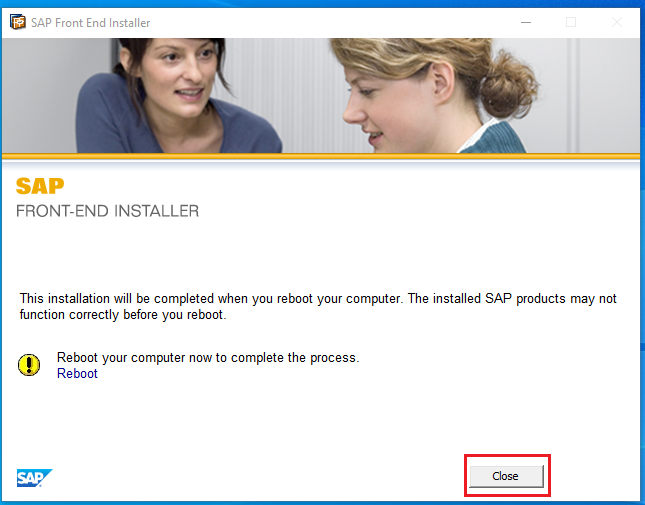 SAP Front End Installer
SAP
FRONT-END INSTALLER
This installation will be completed when you reboot your computer. The installed SAP products may not
function correctly before you reboot.
Reboot your computer now to complete the process.
Reboot
SAP
Close